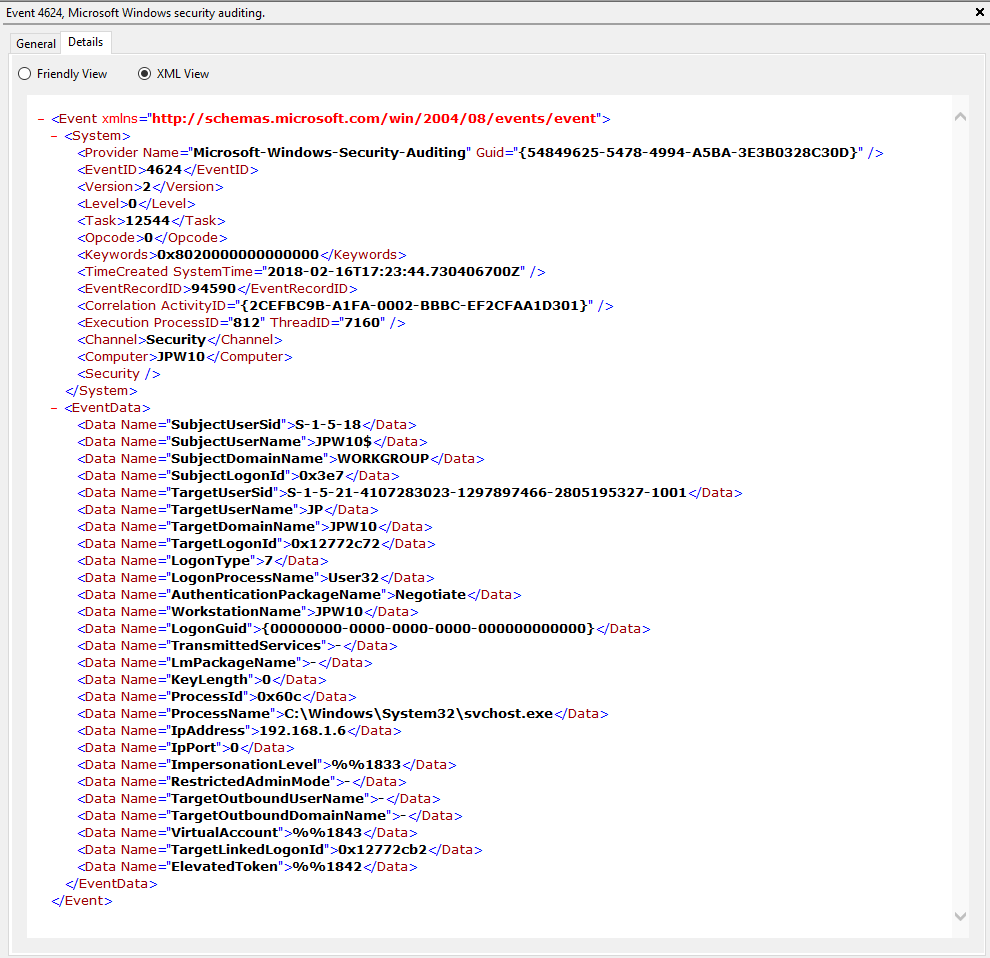 Event 4624, Microsoft Windows security auditing.
General Details
Friendly View XML View
- <Event xmlns="http://schemas.microsoft.com/win/2004/08/events/event">
- <System>
<Provider Name="Microsoft-Windows-Security-Auditing" Guid="{54849625-5478-4994-A5BA-3E3B0328C30D}" />
<EventID>4624</EventID>
<Version>2</Version>
<Level>0</Level>
<Task>12544</Task>
<Opcode>0</Opcode>
<Keywords>0x8020000000000000</Keywords>
<TimeCreated SystemTime="2018-02-16T17:23:44.730406700Z" />
<EventRecordID>94590</EventRecordID>
<Correlation ActivityID="{2CEFBC9B-A1FA-0002-BBBC-EF2CFAA1D301}" />
<Execution ProcessID="812" ThreadID="7160" />
<Channel>Security</Channel>
<Computer>JPW10</Computer>
<Security />
</System>
- <EventData>
<Data Name="SubjectUserSid">S-1-5-18</Data>
<Data Name="SubjectUserName">JPW10$</Data>
<Data Name="SubjectDomainName">WORKGROUP</Data>
<Data Name="SubjectLogonId">0x3e7</Data>
<Data Name="TargetUserSid">S-1-5-21-4107283023-1297897466-2805195327-1001</Data>
<Data Name="TargetUserName">JP</Data>
<Data Name="TargetDomainName">JPW10</Data>
<Data Name="TargetLogonId">0x12772c72</Data>
<Data Name="LogonType">7</Data>
<Data Name="LogonProcessName">User32</Data>
<Data Name="AuthenticationPackageName">Negotiate</Data>
<Data Name="WorkstationName">JPW10</Data>
<Data Name="LogonGuid">{00000000-0000-0000-0000-000000000000}</Data>
<Data Name="TransmittedServices">-</Data>
<Data Name="LmPackageName">-</Data>
<Data Name="KeyLength">0</Data>
<Data Name="ProcessId">0x60c</Data>
<Data Name="ProcessName">C:\Windows\System32\svchost.exe</Data>
<Data Name="IpAddress">192.168.1.6</Data>
<Data Name="IpPort">0</Data>
<Data Name="ImpersonationLevel">%%1833</Data>
<Data Name="RestrictedAdminMode">-</Data>
<Data Name="TargetOutboundUserName">-</Data>
<Data Name="TargetOutboundDomainName">-</Data>
<Data Name="VirtualAccount">%%1843</Data>
<Data Name="TargetLinkedLogonId">0x12772cb2</Data>
<Data Name="ElevatedToken">%%1842</Data>
</EventData>
</Event>